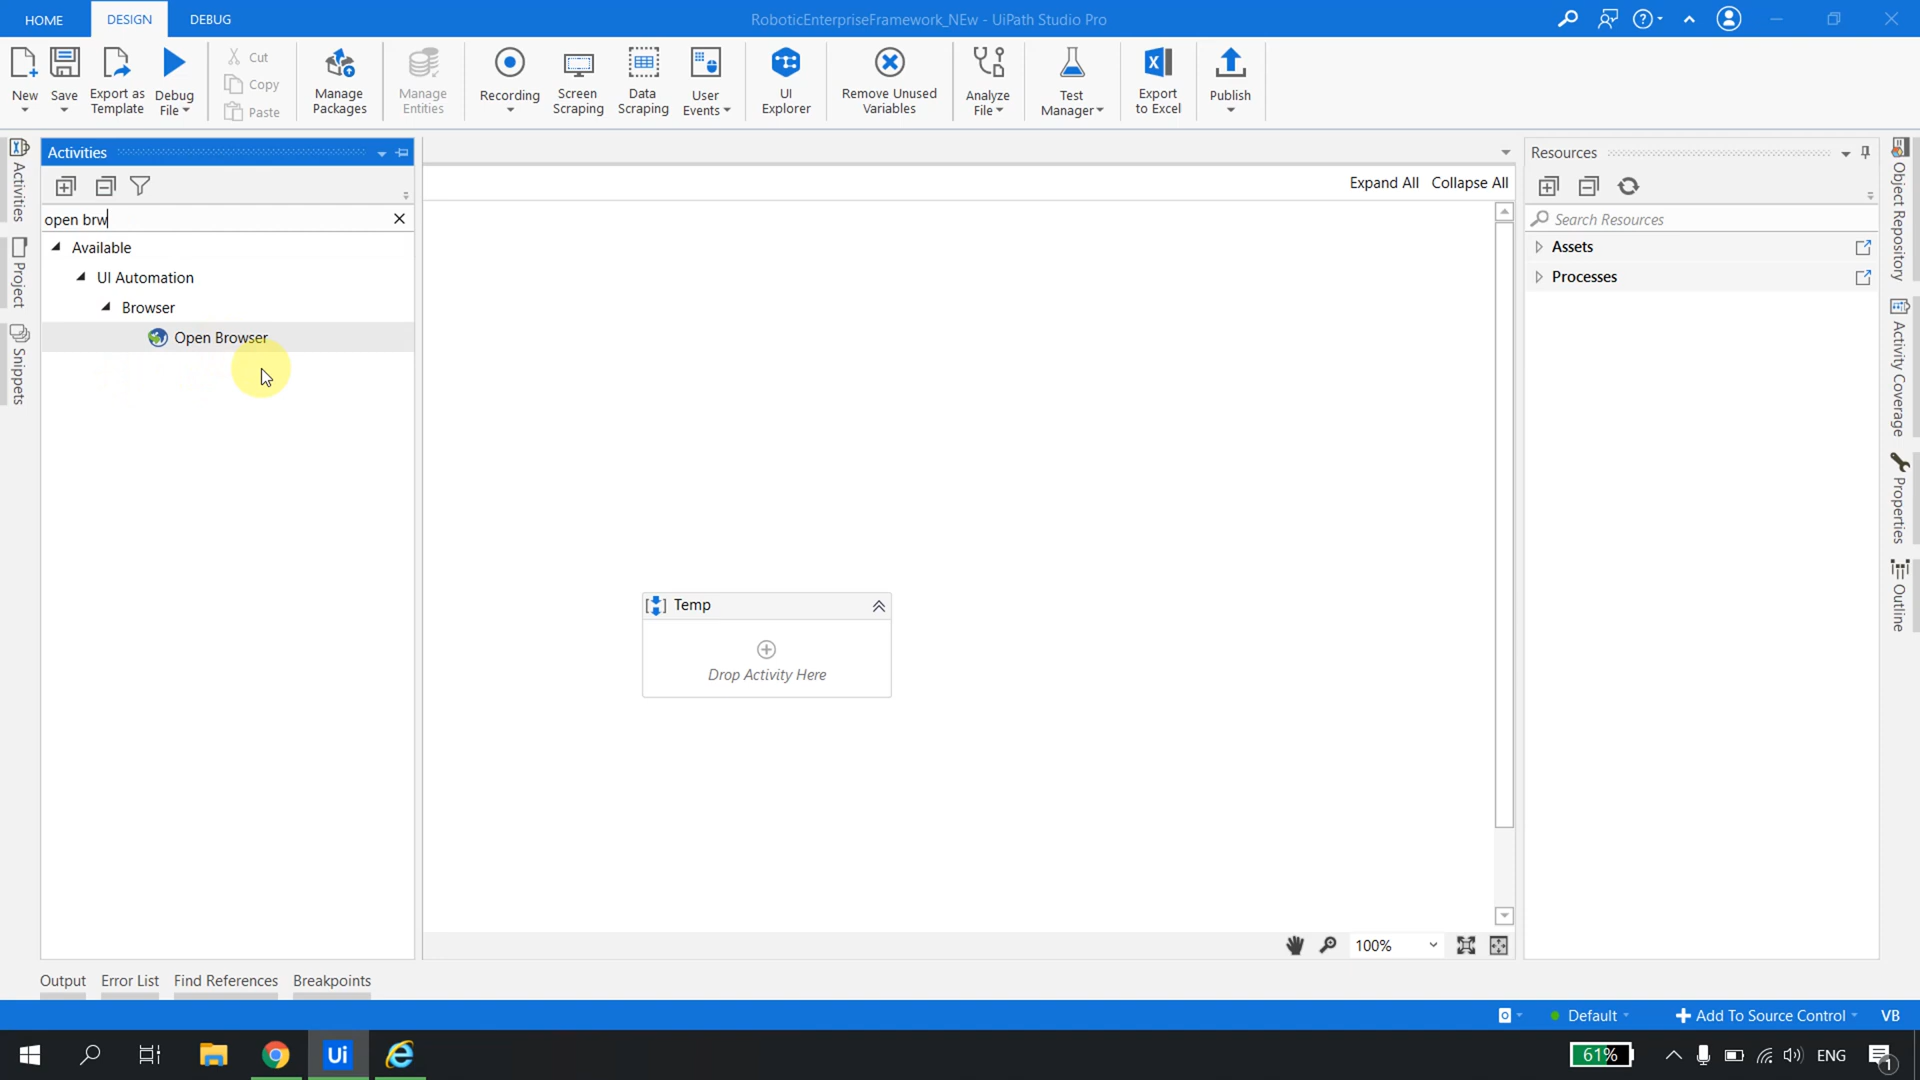 HOME DESIGN DEBUG RoboticEnterpriseFramework_NEw - UiPath Studio Pro
New Save Export as Template Debug File Cut Copy Paste Manage Packages Manage Entities Recording Screen Scraping Data Scraping User Events UI Explorer Remove Unused Variables Analyze File Test Manager Export to Excel Publish
Activities
open brw
Available
UI Automation
Browser
Open Browser
Activities
Project
Snippets
Expand All Collapse All
Temp
Drop Activity Here
100%
Resources
Search Resources
Assets
Processes
Object Repository
Activity Coverage
Properties
Outline
Output Error List Find References Breakpoints
Default Add To Source Control VB
Ui 61% ENG 1